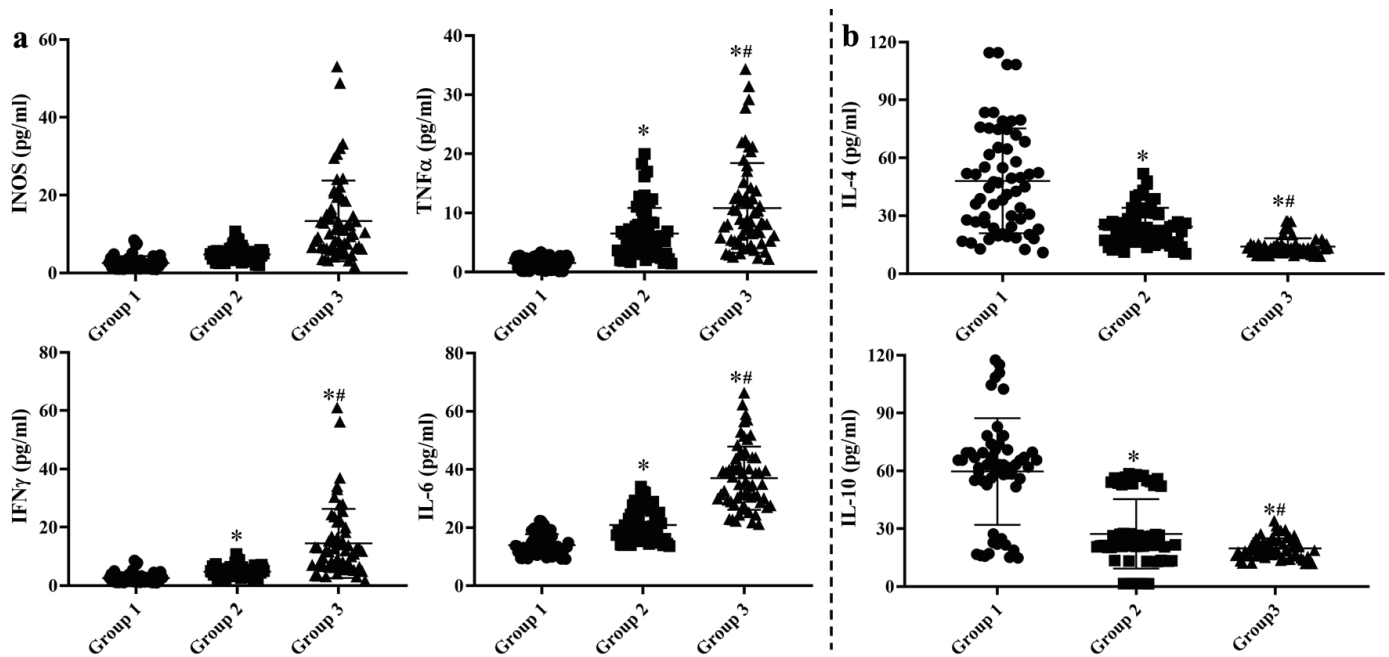 a
INOS (pg/ml)
60
40
20
0
Group 1
Group 2
Group 3
TNFα (pg/ml)
40
30
20
10
0
*
*#
Group 1
Group 2
Group 3
IFNγ (pg/ml)
80
60
40
20
0
*
*#
Group 1
Group 2
Group 3
IL-6 (pg/ml)
80
60
40
20
0
*
*#
Group 1
Group 2
Group 3
b
IL-4 (pg/ml)
120
90
60
30
0
*
*#
Group 1
Group 2
Group 3
IL-10 (pg/ml)
120
90
60
30
0
*
*#
Group 1
Group 2
Group3